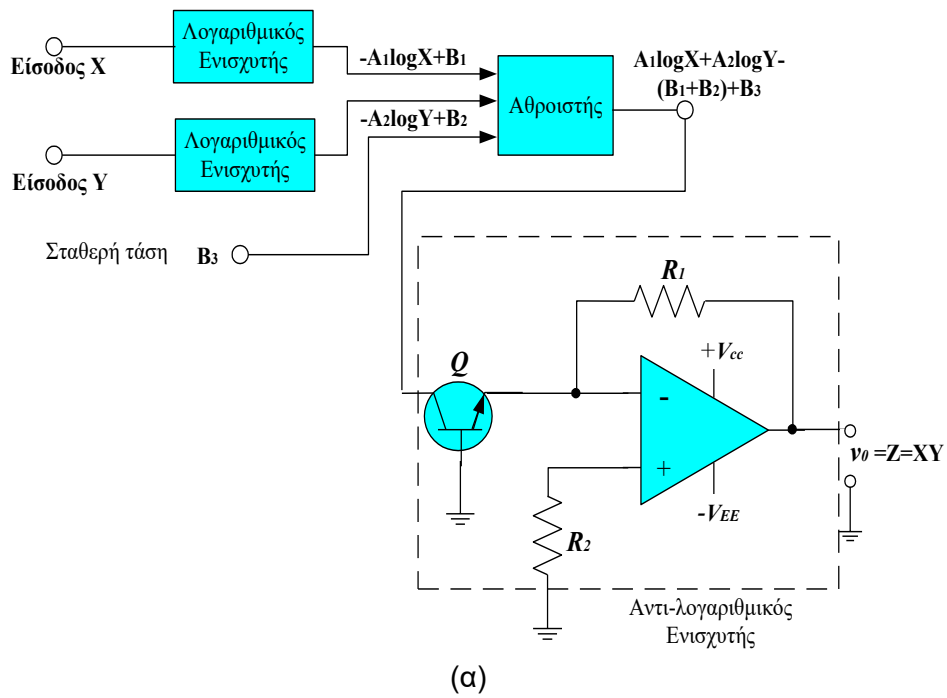 Λογαριθμικός
Ενισχυτής
Είσοδος X
-A1logX+B1
A1logX+A2logY-
(B1+B2)+B3
Αθροιστής
-A2logY+B2
Λογαριθμικός
Ενισχυτής
Είσοδος Y
Σταθερή τάση
B3
R1
Q
+Vcc
-
+
v0 =Z=XY
-VEE
R2
Αντι-λογαριθμικός
Ενισχυτής
(α)